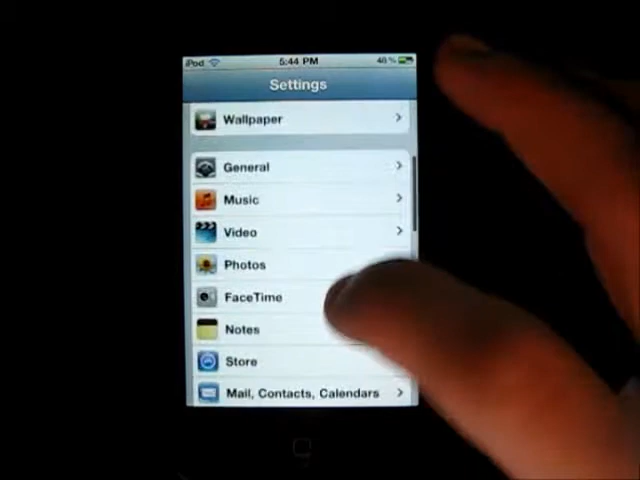 iPod 5:44 PM 48%
Settings
Wallpaper
General
Music
Video
Photos
FaceTime
Notes
Store
Mail, Contacts, Calendars